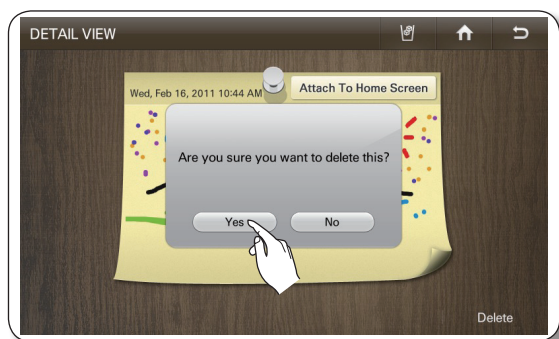 DETAIL VIEW
Wed, Feb 16, 2011 10:44 AM
Attach To Home Screen
Are you sure you want to delete this?
Yes
No
Delete